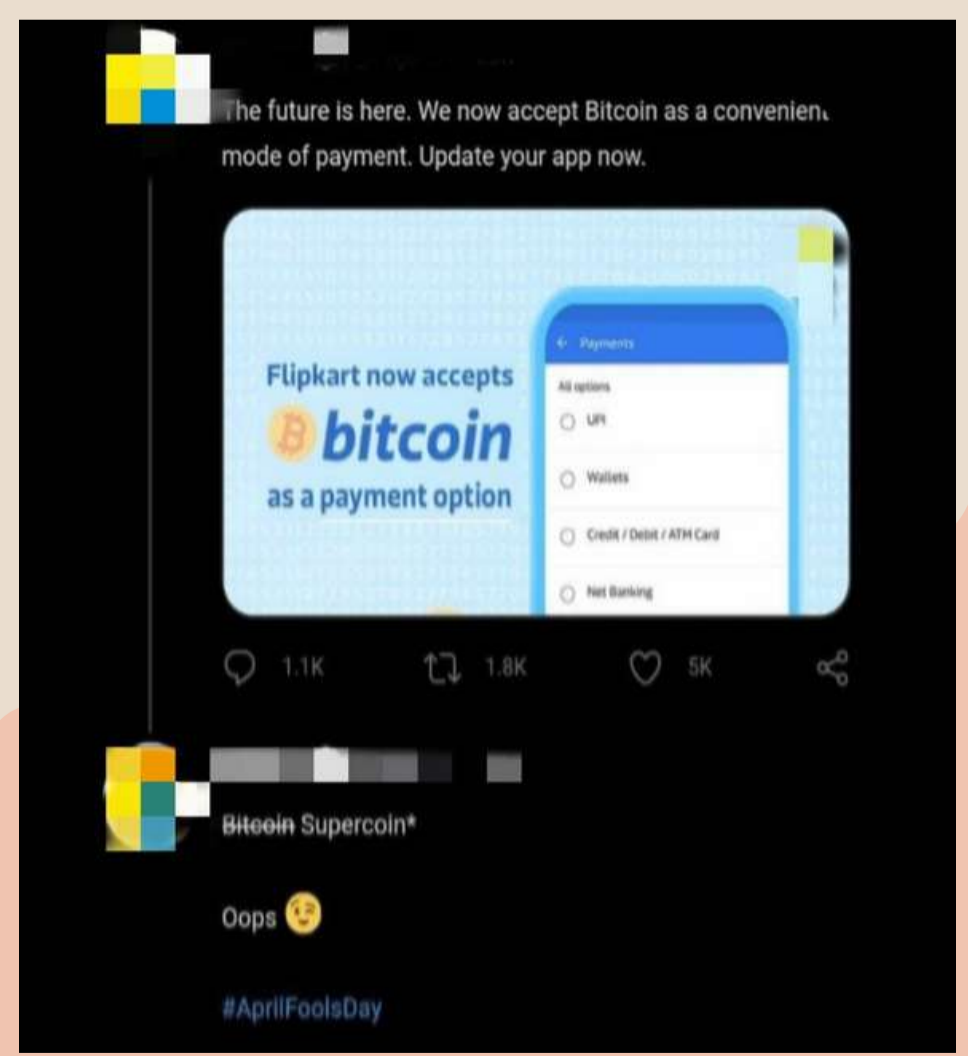 The future is here. We now accept Bitcoin as a convenient
mode of payment. Update your app now.
Flipkart now accepts
bitcoin
as a payment option
← Payments
All options
UPI
Wallets
Credit / Debit / ATM Card
Net Banking
1.1K 1.8K 5K
Bitcoin Supercoin*
Oops 😉
#AprilFoolsDay